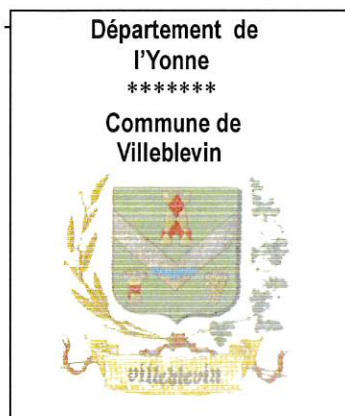 Département de
l'Yonne
*******
Commune de
Villeblevin
villeblevin